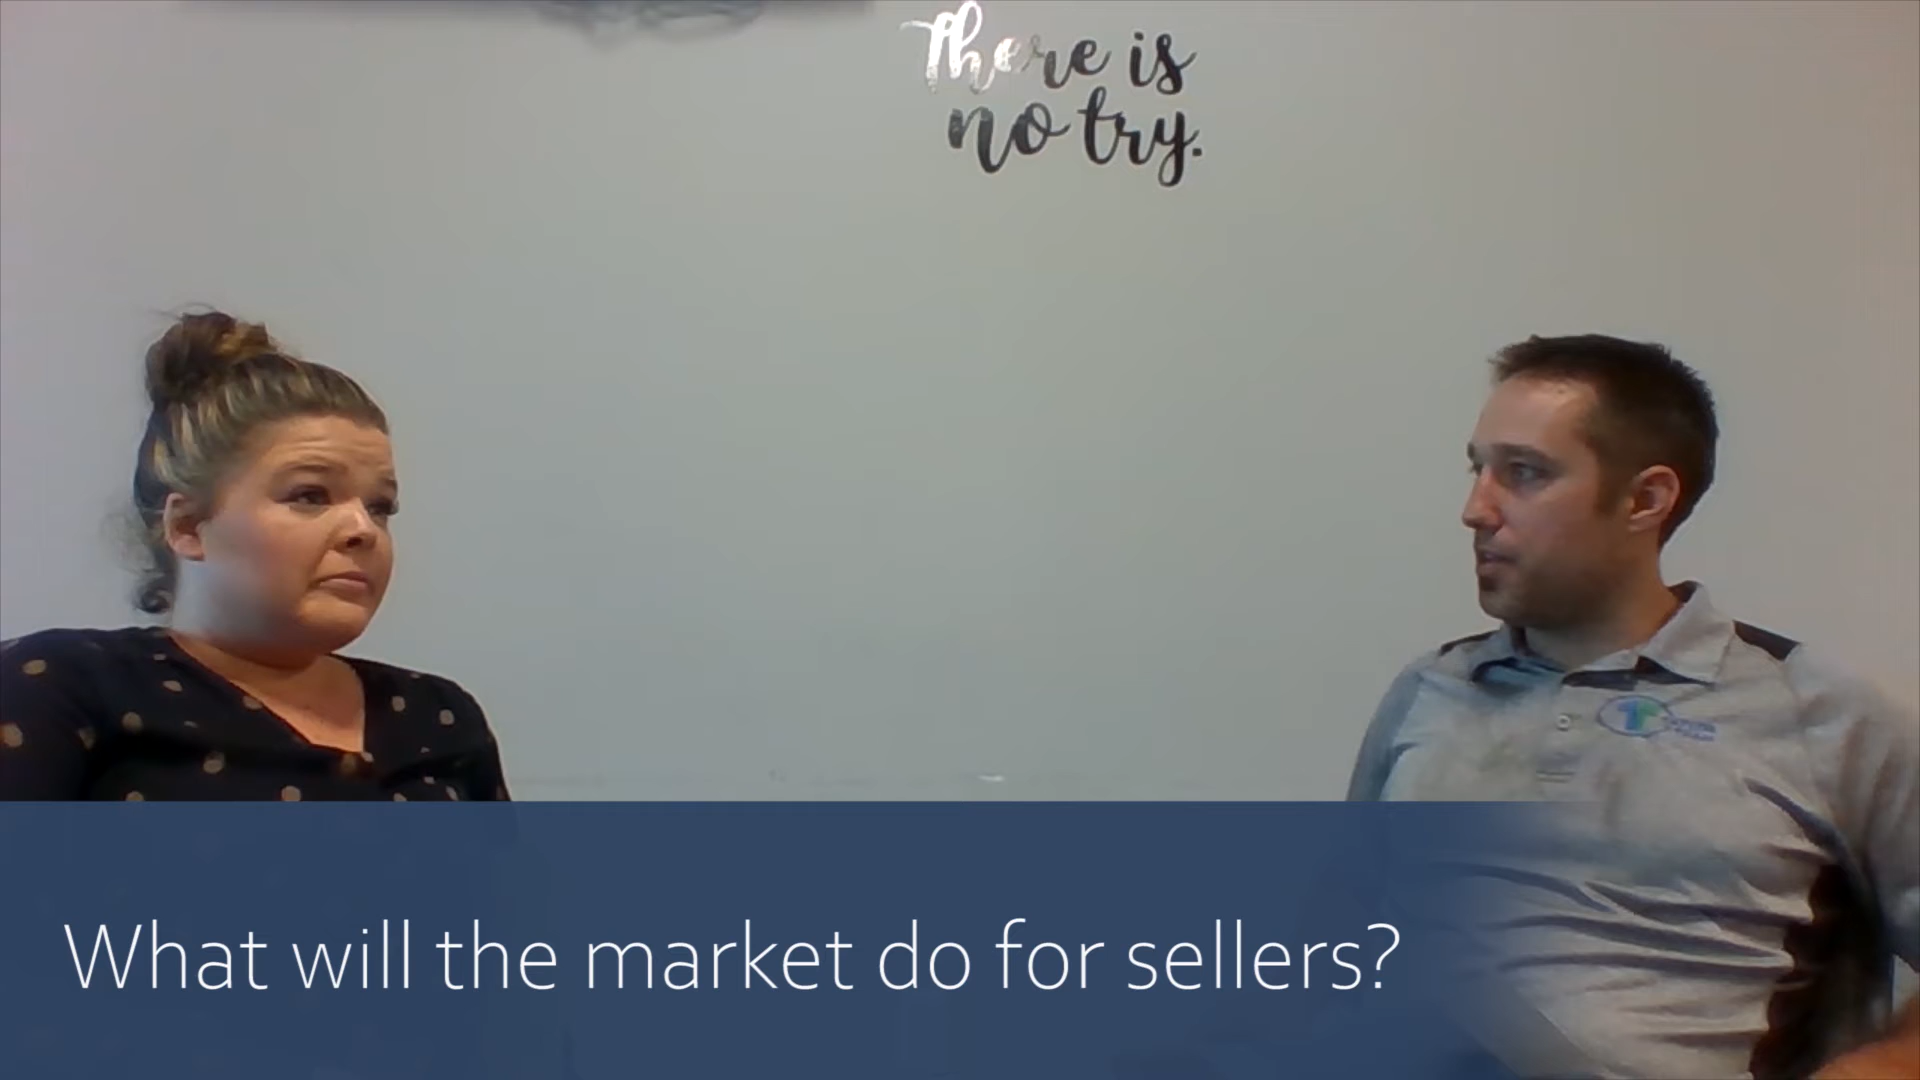 There is
no try.
What will the market do for sellers?